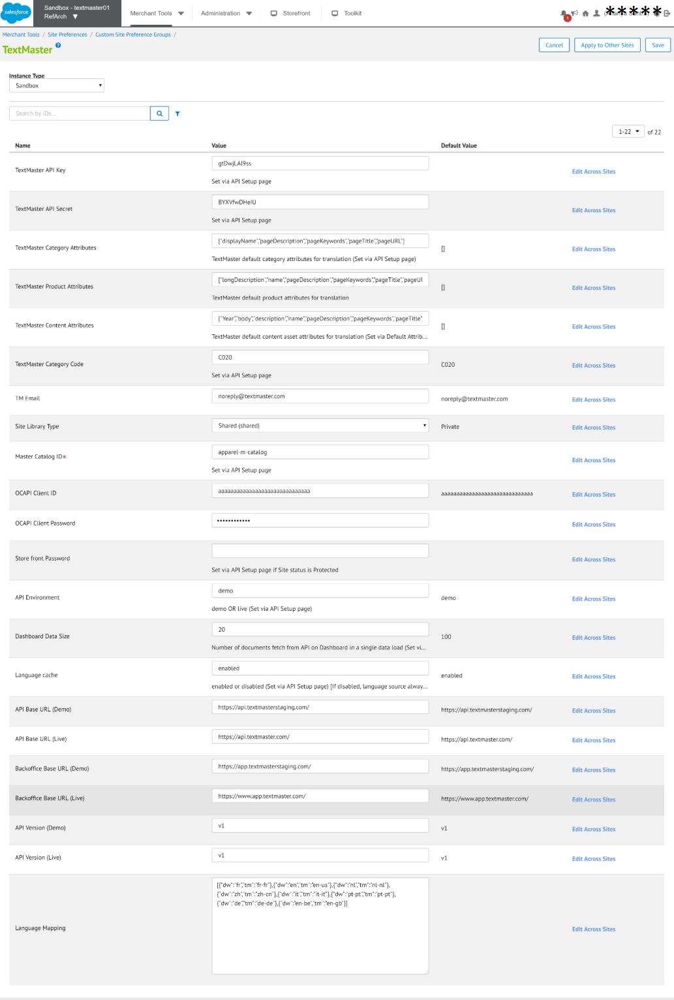 salesforce
Sandbox - textmaster01
RefArch ▼
Merchant Tools ▼
Administration ▼
Storefront
Toolkit
1
*****
Merchant Tools / Site Preferences / Custom Site Preference Groups /
TextMaster ?
Cancel
Apply to Other Sites
Save
Instance Type
Sandbox
Search by IDs...
1-22 of 22
Name Value Default Value
TextMaster API Key
gtDwjLAI9ss
Set via API Setup page
Edit Across Sites
TextMaster API Secret
BYXVfwDHeIU
Set via API Setup page
Edit Across Sites
TextMaster Category Attributes
["displayName","pageDescription","pageKeywords","pageTitle","pageURL"]
TextMaster default category attributes for translation (Set via API Setup page)
[]
Edit Across Sites
TextMaster Product Attributes
["longDescription","name","pageDescription","pageKeywords","pageTitle","pageUR
TextMaster default product attributes for translation
[]
Edit Across Sites
TextMaster Content Attributes
["Year","body","description","name","pageDescription","pageKeywords","pageTitle"
TextMaster default content asset attributes for translation (Set via Default Attrib...
[]
Edit Across Sites
TextMaster Category Code
C020
Set via API Setup page
C020
Edit Across Sites
TM Email
noreply@textmaster.com
noreply@textmaster.com
Edit Across Sites
Site Library Type
Shared (shared)
Private
Edit Across Sites
Master Catalog ID*
apparel-m-catalog
Set via API Setup page
Edit Across Sites
OCAPI Client ID
aaaaaaaaaaaaaaaaaaaaaaaaaaaaaa
aaaaaaaaaaaaaaaaaaaaaaaaaaaaaa
Edit Across Sites
OCAPI Client Password
••••••••••••
Edit Across Sites
Store front Password
Set via API Setup page if Site status is Protected
Edit Across Sites
API Environment
demo
demo OR live (Set via API Setup page)
demo
Edit Across Sites
Dashboard Data Size
20
Number of documents fetch from API on Dashboard in a single data load (Set vi...
100
Edit Across Sites
Language cache
enabled
enabled or disabled (Set via API Setup page) [If disabled, language source alway...
enabled
Edit Across Sites
API Base URL (Demo)
https://api.textmasterstaging.com/
https://api.textmasterstaging.com/
Edit Across Sites
API Base URL (Live)
https://api.textmaster.com/
https://api.textmaster.com/
Edit Across Sites
Backoffice Base URL (Demo)
https://app.textmasterstaging.com/
https://app.textmasterstaging.com/
Edit Across Sites
Backoffice Base URL (Live)
https://www.app.textmaster.com/
https://www.app.textmaster.com/
Edit Across Sites
API Version (Demo)
v1
v1
Edit Across Sites
API Version (Live)
v1
v1
Edit Across Sites
Language Mapping
[{"dw":"fr","tm":"fr-fr"},{"dw":"en","tm":"en-us"},{"dw":"nl","tm":"nl-nl"},
{"dw":"zh","tm":"zh-cn"},{"dw":"it","tm":"it-it"},{"dw":"pt-pt","tm":"pt-pt"},
{"dw":"de","tm":"de-de"},{"dw":"en-be","tm":"en-gb"}]
Edit Across Sites